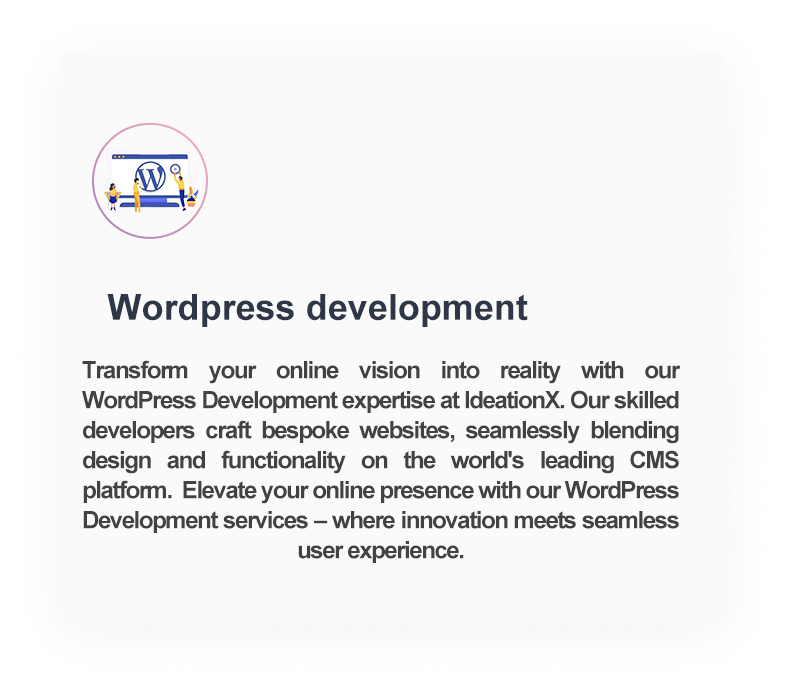 W
Wordpress development
Transform your online vision into reality with our
WordPress Development expertise at IdeationX. Our skilled
developers craft bespoke websites, seamlessly blending
design and functionality on the world's leading CMS
platform. Elevate your online presence with our WordPress
Development services – where innovation meets seamless
user experience.